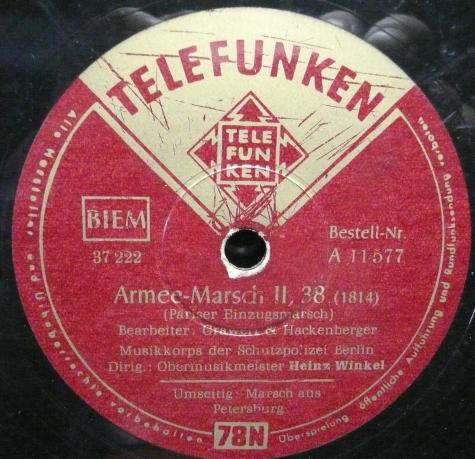 TELEFUNKEN
TELE
FUN
KEN
BIEM
37 222
Bestell-Nr.
A 11 577
Armee-Marsch II, 38 (1814)
(Pariser Einzugsmarsch)
Bearbeiter: Grawert & Hackenberger
Musikkorps der Schutzpolizei Berlin
Dirig.: Obermusikmeister Heinz Winkel
Umseitig: Marsch aus
Petersburg
78N
Alle Hersteller und Urheberrechte vorbehalten
Überspielung öffentliche Aufführung und Rundfunksendung verboten